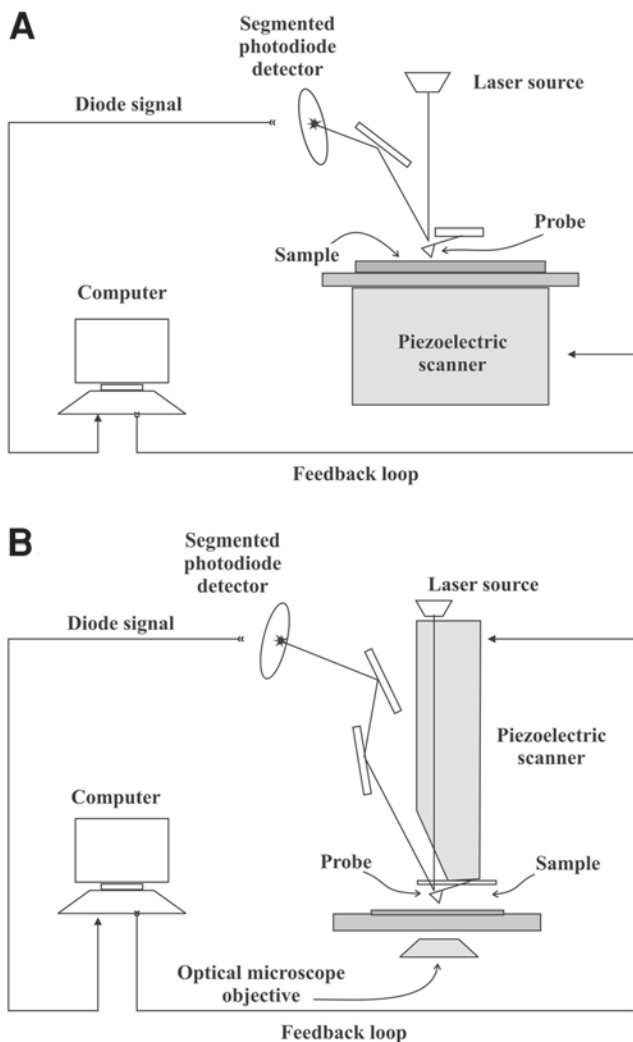 A
Segmented
photodiode
detector
Laser source
Diode signal
Probe
Sample
Computer
Piezoelectric
scanner
Feedback loop
B
Segmented
photodiode
detector
Laser source
Diode signal
Piezoelectric
scanner
Computer
Probe
Sample
Optical microscope
objective
Feedback loop